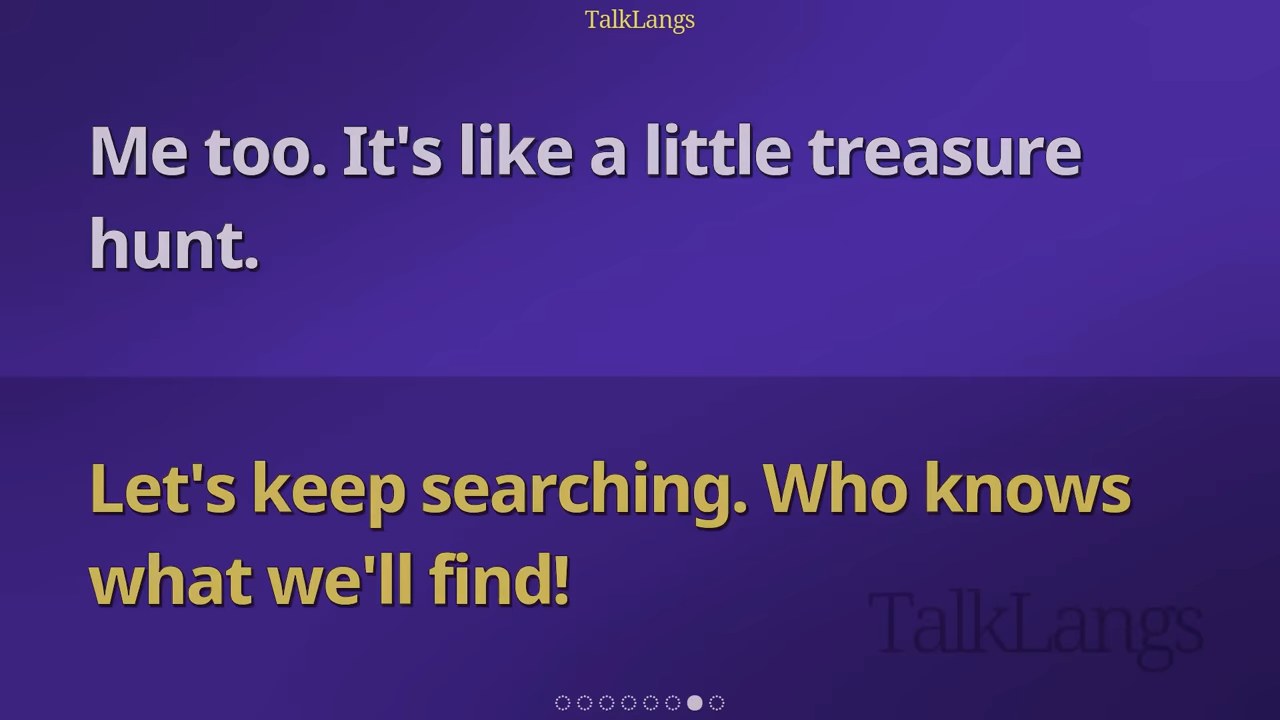 TalkLangs
Me too. It's like a little treasure
hunt.
Let's keep searching. Who knows
what we'll find!
TalkLangs